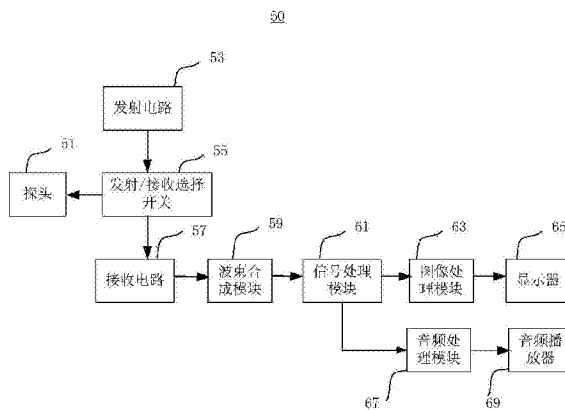 50
53
发射电路
51
55
探头
发射/接收选择
开关
57
59
61
63
65
接收电路
波束合
成模块
信号处理
模块
图像处
理模块
显示器
音频处
理模块
音频播
放器
67
69